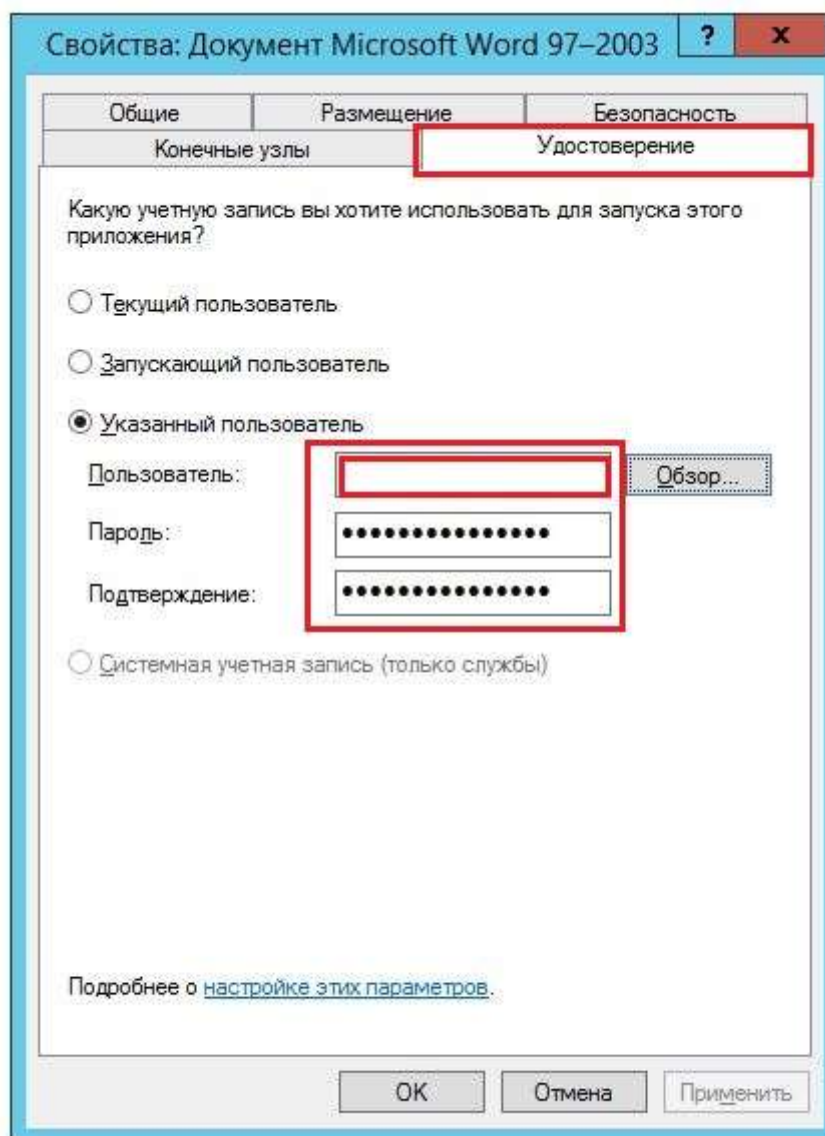 Свойства: Документ Microsoft Word 97–2003 ? x
Общие Размещение Безопасность
Конечные узлы Удостоверение
Какую учетную запись вы хотите использовать для запуска этого
приложения?
Текущий пользователь
Запускающий пользователь
Указанный пользователь
Пользователь: Обзор...
Пароль: ●●●●●●●●●●●●●●●
Подтверждение: ●●●●●●●●●●●●●●●
Системная учетная запись (только службы)
Подробнее о настройке этих параметров.
OK Отмена Применить